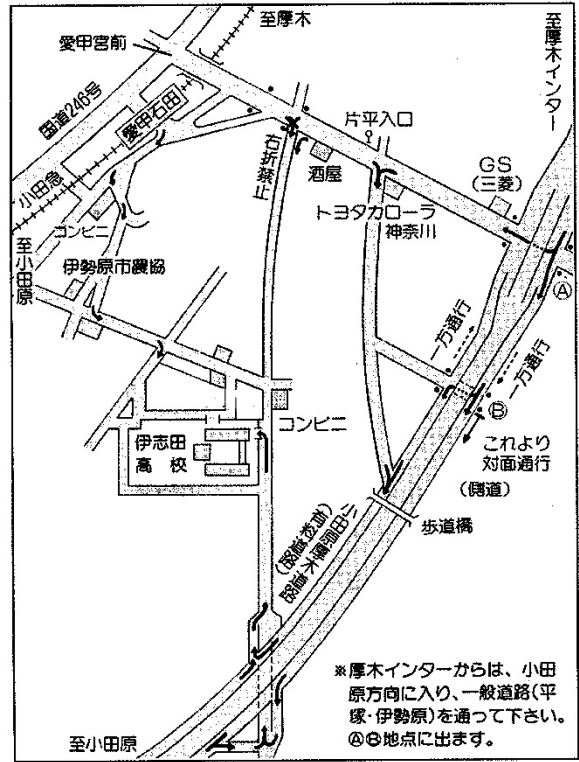 至厚木
愛甲宮前
至厚木インター
国道246号
愛甲石田
片平入口
小田急
右折禁止
酒屋
GS
(三菱)
トヨタカローラ
神奈川
コンビニ
至小田原
伊勢原市農協
Ⓐ
一方通行
一方通行
Ⓑ
コンビニ
これより
対面通行
(側道)
伊志田
高校
歩道橋
小田原厚木道路
(有料道路)
※厚木インターからは、小田
原方向に入り、一般道路(平
塚・伊勢原)を通って下さい。
ⒶⒷ地点に出ます。
至小田原